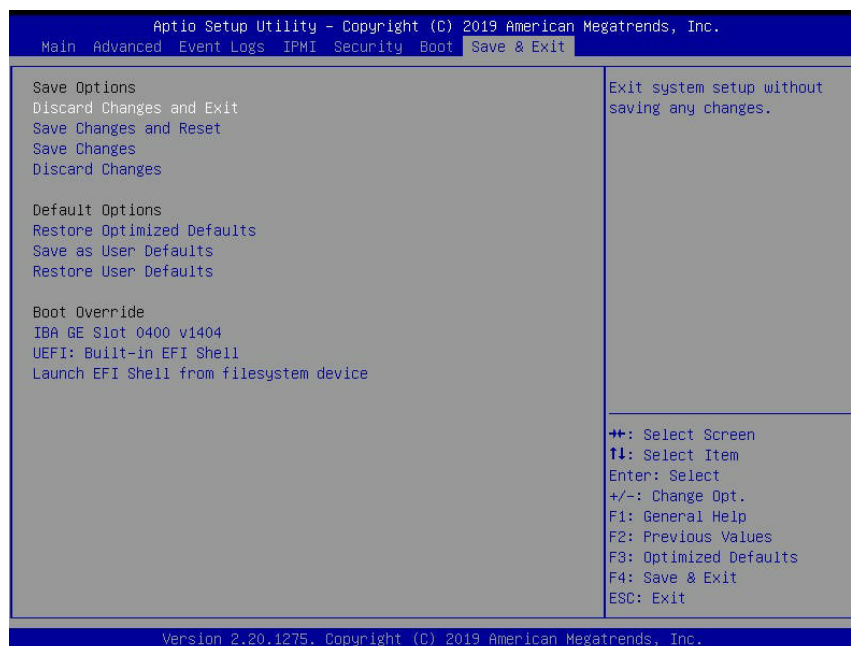 Aptio Setup Utility – Copyright (C) 2019 American Megatrends, Inc.
Main Advanced Event Logs IPMI Security Boot Save & Exit
Save Options
Discard Changes and Exit
Save Changes and Reset
Save Changes
Discard Changes
Default Options
Restore Optimized Defaults
Save as User Defaults
Restore User Defaults
Boot Override
IBA GE Slot 0400 v1404
UEFI: Built-in EFI Shell
Launch EFI Shell from filesystem device
Exit system setup without
saving any changes.
→←: Select Screen
↑↓: Select Item
Enter: Select
+/-: Change Opt.
F1: General Help
F2: Previous Values
F3: Optimized Defaults
F4: Save & Exit
ESC: Exit
Version 2.20.1275. Copyright (C) 2019 American Megatrends, Inc.